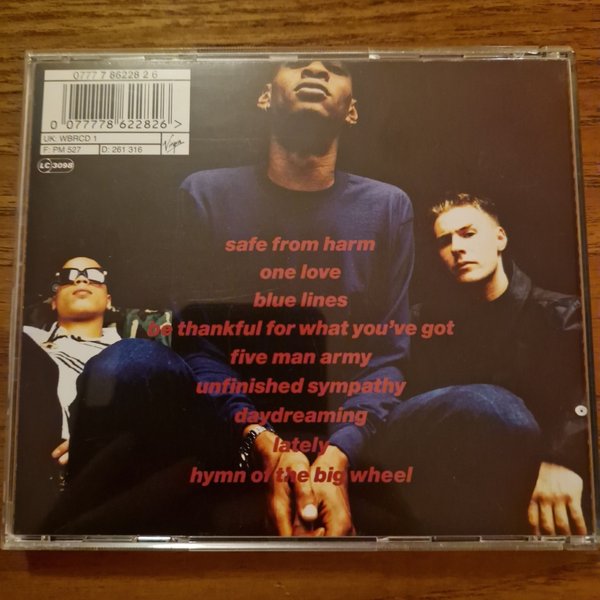 0777 7 86228 2 6
0 077778 622826 >
UK: WBRCD 1
F: PM 527 D: 261 316 Virgin
LC 3098
safe from harm
one love
blue lines
be thankful for what you've got
five man army
unfinished sympathy
daydreaming
lately
hymn of the big wheel